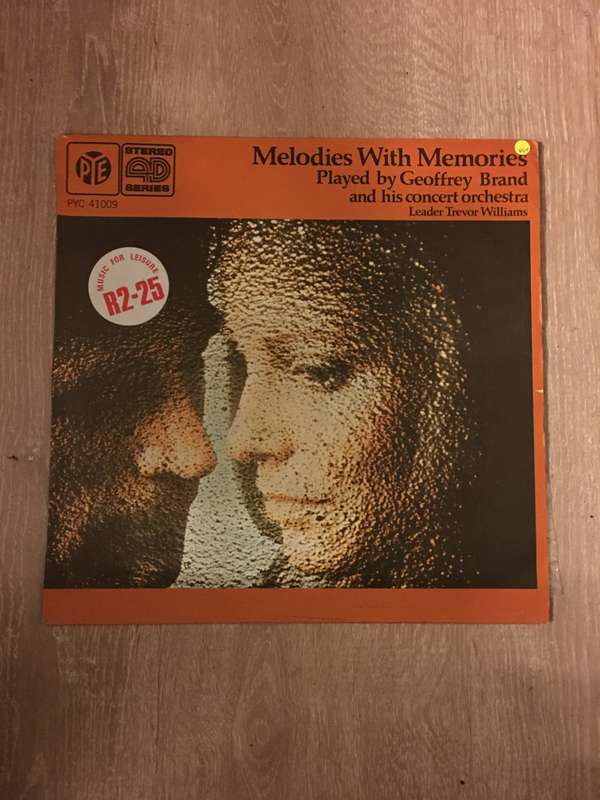 PYE
STEREO
4D
SERIES
PYC 41009
Melodies With Memories
Played by Geoffrey Brand
and his concert orchestra
Leader Trevor Williams
MUSIC FOR LEISURE
R2-25